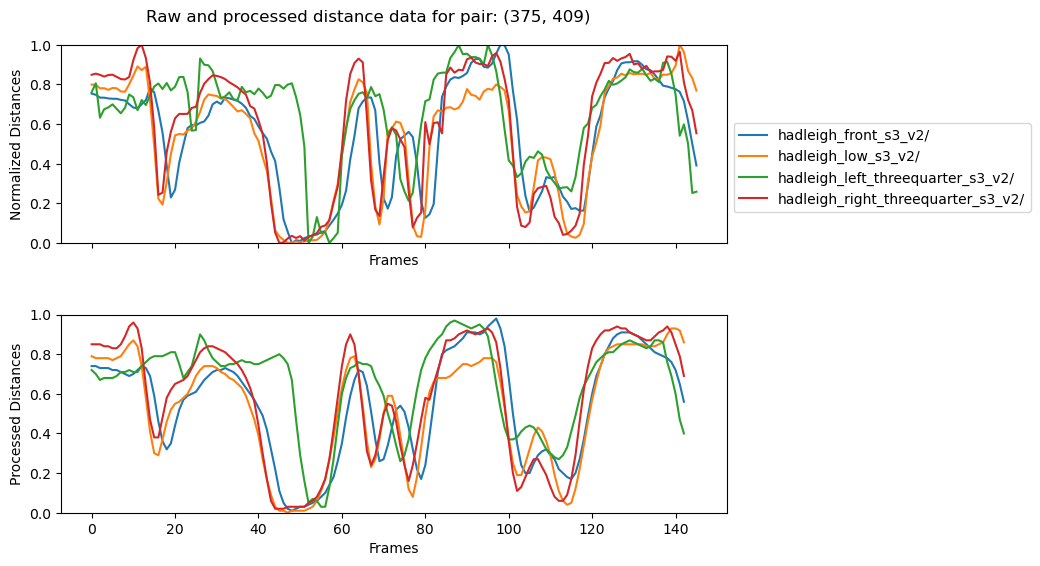 Raw and processed distance data for pair: (375, 409)
1.0
0.8
0.6
0.4
0.2
0.0
Normalized Distances
Frames
hadleigh_front_s3_v2/
hadleigh_low_s3_v2/
hadleigh_left_threequarter_s3_v2/
hadleigh_right_threequarter_s3_v2/
1.0
0.8
0.6
0.4
0.2
0.0
Processed Distances
0 20 40 60 80 100 120 140
Frames